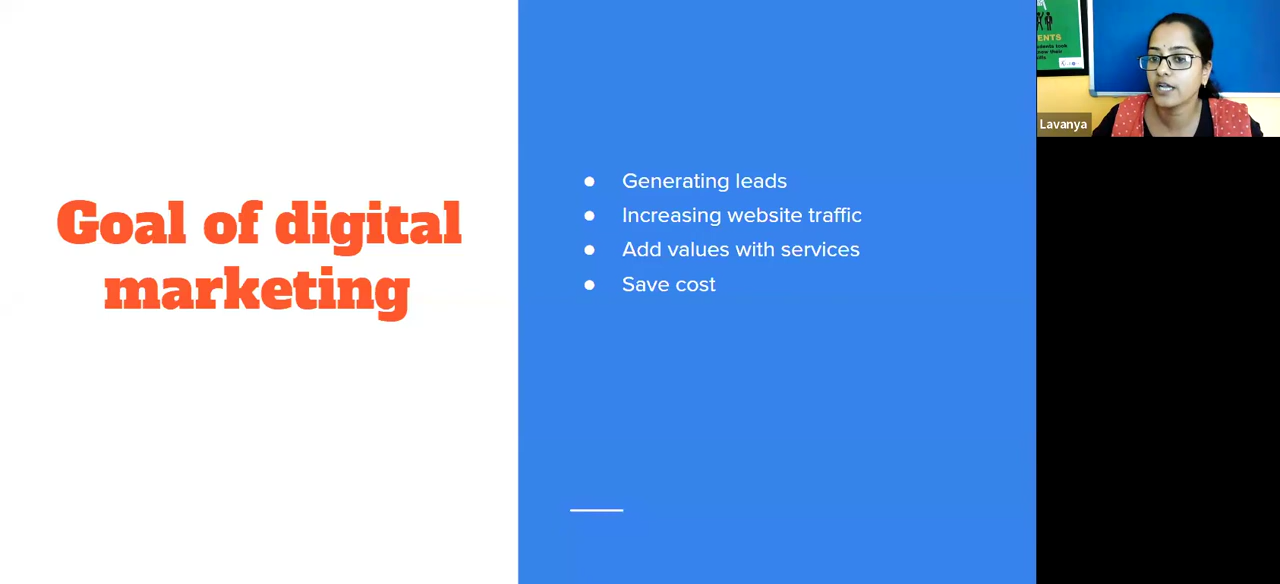 Goal of digital
marketing
● Generating leads
● Increasing website traffic
● Add values with services
● Save cost
Lavanya